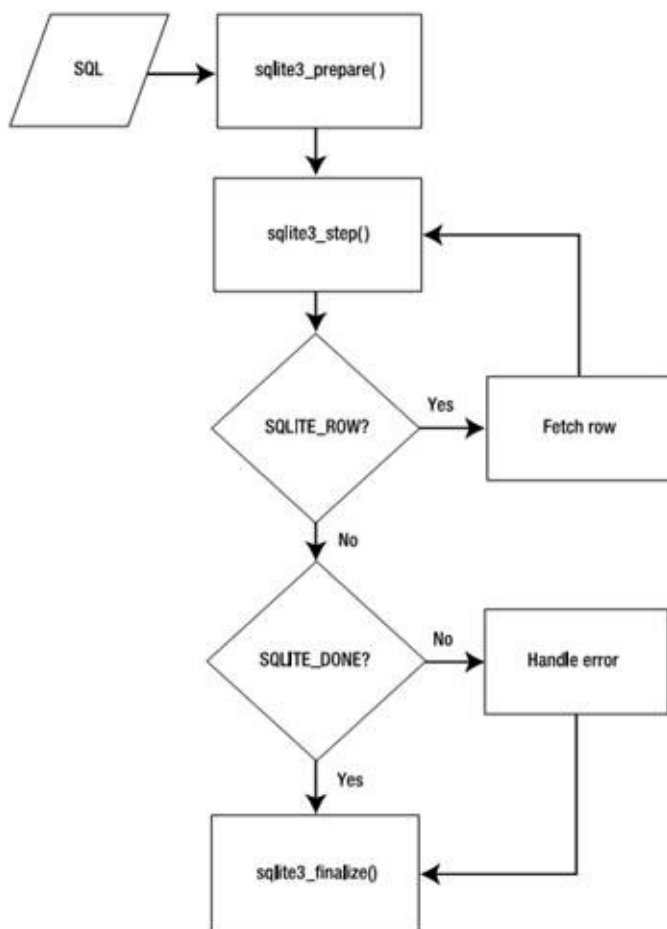 SQL
sqlite3_prepare( )
sqlite3_step()
SQLITE_ROW?
Yes
Fetch row
No
SQLITE_DONE?
No
Handle error
Yes
sqlite3_finalize()